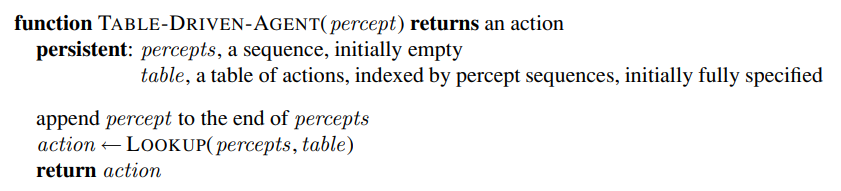 function TABLE-DRIVEN-AGENT(percept) returns an action
persistent: percepts, a sequence, initially empty
table, a table of actions, indexed by percept sequences, initially fully specified
append percept to the end of percepts
action ← LOOKUP(percepts, table)
return action